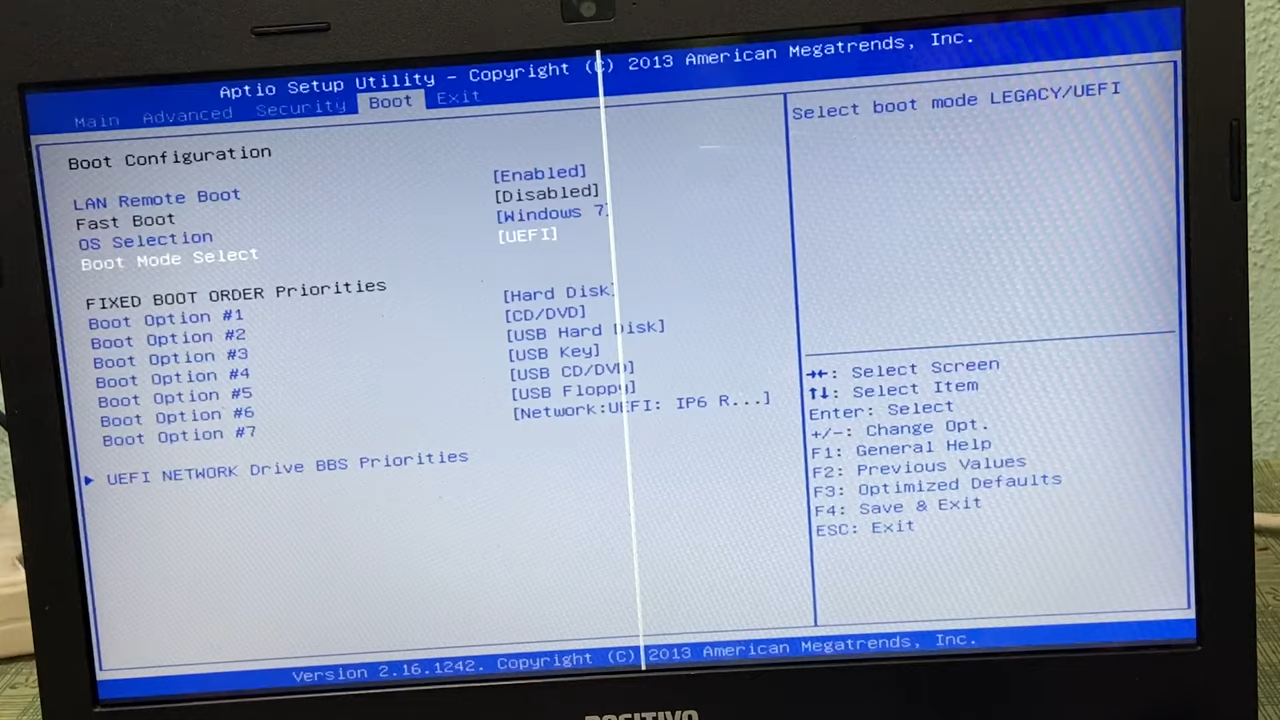 Aptio Setup Utility – Copyright (C) 2013 American Megatrends, Inc.
Main Advanced Security Boot Exit
Boot Configuration
LAN Remote Boot [Enabled]
Fast Boot [Disabled]
OS Selection [Windows 7]
Boot Mode Select [UEFI]
FIXED BOOT ORDER Priorities
Boot Option #1 [Hard Disk]
Boot Option #2 [CD/DVD]
Boot Option #3 [USB Hard Disk]
Boot Option #4 [USB Key]
Boot Option #5 [USB CD/DVD]
Boot Option #6 [USB Floppy]
Boot Option #7 [Network:UEFI: IP6 R...]
UEFI NETWORK Drive BBS Priorities
Select boot mode LEGACY/UEFI
→←: Select Screen
↑↓: Select Item
Enter: Select
+/-: Change Opt.
F1: General Help
F2: Previous Values
F3: Optimized Defaults
F4: Save & Exit
ESC: Exit
Version 2.16.1242. Copyright (C) 2013 American Megatrends, Inc.
POSITIVO